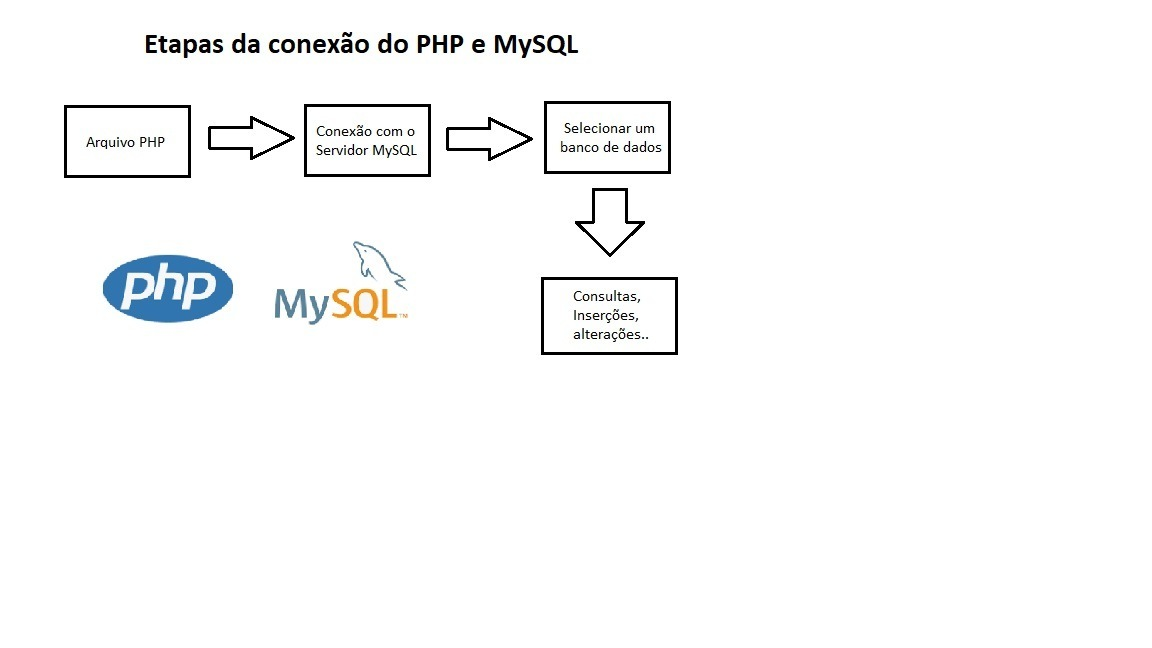 Etapas da conexão do PHP e MySQL
Arquivo PHP
Conexão com o
Servidor MySQL
Selecionar um
banco de dados
php
MySQL™
Consultas,
Inserções,
alterações..